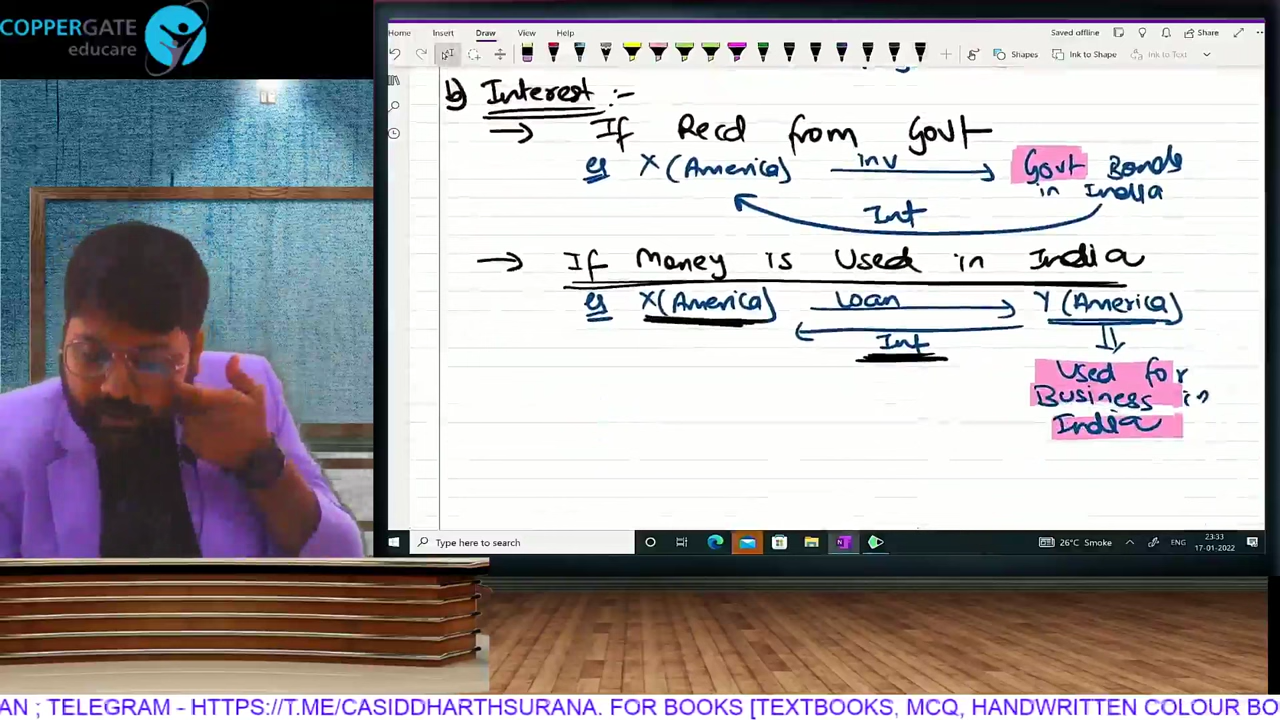 COPPERGATE
educare
Home Insert Draw View Help
Saved offline
Share
Shapes
Ink to Shape
Ink to Text
b) Interest :-
→ If Recd from Govt
eg X (America) inv → Govt Bonds
in India
Int
→ If Money is Used in India
eg X (America) Loan → Y (America)
Int
Used for
Business in
India
Type here to search
26°C Smoke
ENG
23:33
17-01-2022
AN ; TELEGRAM - HTTPS://T.ME/CASIDDHARTHSURANA. FOR BOOKS [TEXTBOOKS, MCQ, HANDWRITTEN COLOUR BO